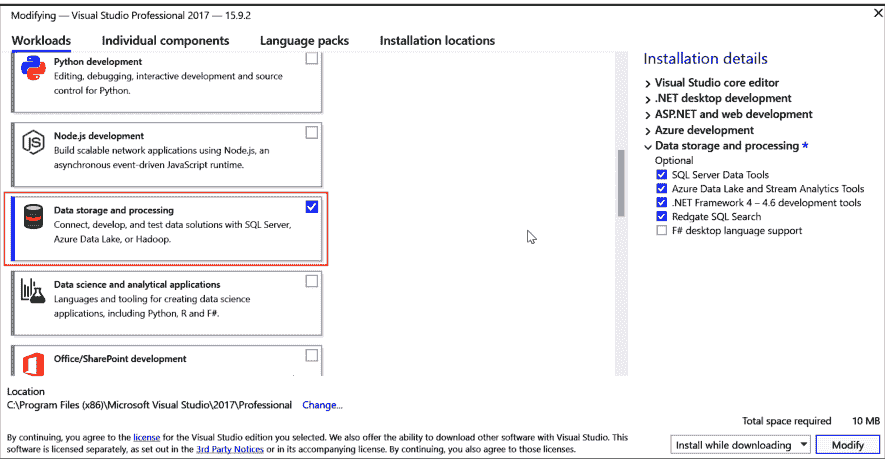 Modifying — Visual Studio Professional 2017 — 15.9.2
Workloads
Individual components
Language packs
Installation locations
Python development
Editing, debugging, interactive development and source
control for Python.
Node.js development
Build scalable network applications using Node.js, an
asynchronous event-driven JavaScript runtime.
Data storage and processing
Connect, develop, and test data solutions with SQL Server,
Azure Data Lake, or Hadoop.
Data science and analytical applications
Languages and tooling for creating data science
applications, including Python, R and F#.
Office/SharePoint development
Installation details
Visual Studio core editor
.NET desktop development
ASP.NET and web development
Azure development
Data storage and processing *
Optional
SQL Server Data Tools
Azure Data Lake and Stream Analytics Tools
.NET Framework 4 – 4.6 development tools
Redgate SQL Search
F# desktop language support
Location
C:\Program Files (x86)\Microsoft Visual Studio\2017\Professional Change...
Total space required 10 MB
By continuing, you agree to the license for the Visual Studio edition you selected. We also offer the ability to download other software with Visual Studio. This
software is licensed separately, as set out in the 3rd Party Notices or in its accompanying license. By continuing, you also agree to those licenses.
Install while downloading
Modify